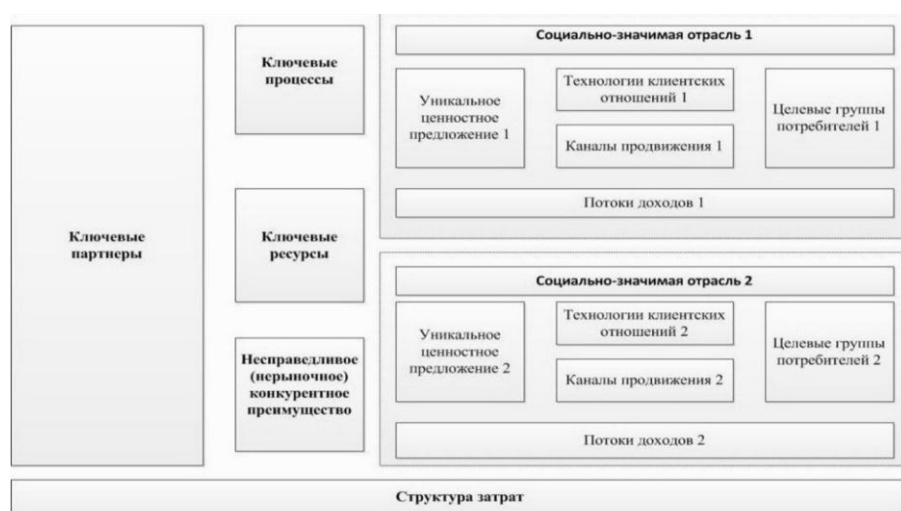 Ключевые
партнеры
Ключевые
процессы
Ключевые
ресурсы
Несправедливое
(нерыночное)
конкурентное
преимущество
Социально-значимая отрасль 1
Уникальное
ценностное
предложение 1
Технологии клиентских
отношений 1
Каналы продвижения 1
Целевые группы
потребителей 1
Потоки доходов 1
Социально-значимая отрасль 2
Уникальное
ценностное
предложение 2
Технологии клиентских
отношений 2
Каналы продвижения 2
Целевые группы
потребителей 2
Потоки доходов 2
Структура затрат